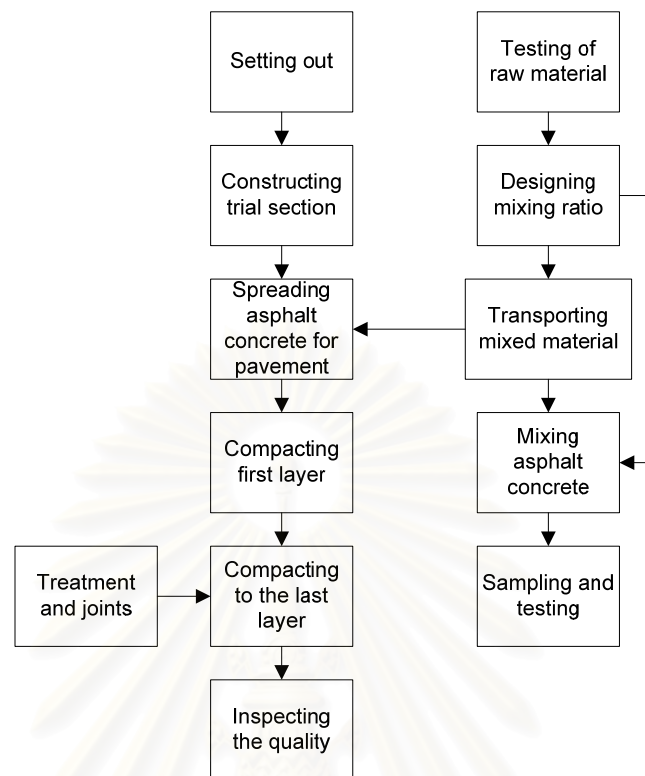 Setting out
Testing of
raw material
Constructing
trial section
Designing
mixing ratio
Spreading
asphalt
concrete for
pavement
Transporting
mixed material
Compacting
first layer
Mixing
asphalt
concrete
Treatment
and joints
Compacting
to the last
layer
Sampling and
testing
Inspecting
the quality